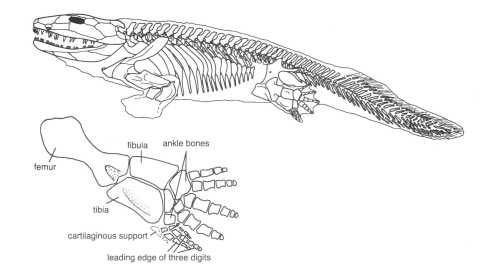 fibula
ankle bones
femur
tibia
cartilaginous support
leading edge of three digits